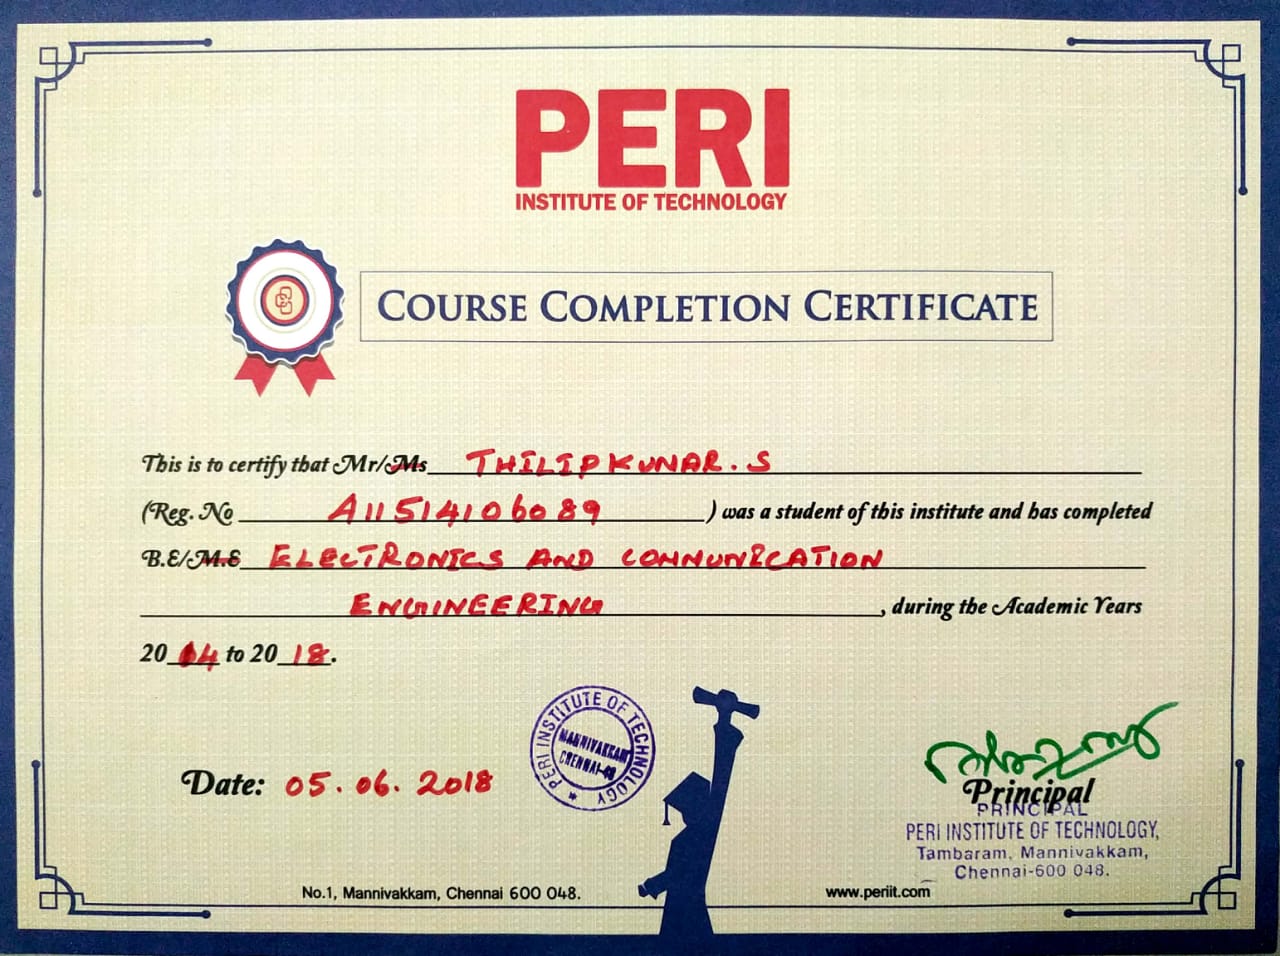 PERI
INSTITUTE OF TECHNOLOGY
COURSE COMPLETION CERTIFICATE
This is to certify that Mr/Ms THILIPKUMAR. S
(Reg. No A11514106089 ) was a student of this institute and has completed
B.E/M.E ELECTRONICS AND COMMUNICATION
ENGINEERING, during the Academic Years
20 14 to 20 18.
PERI INSTITUTE OF TECHNOLOGY
MANNIVAKKAM
CHENNAI-48
Date: 05.06.2018
Principal
PRINCIPAL
PERI INSTITUTE OF TECHNOLOGY,
Tambaram, Mannivakkam,
Chennai-600 048.
No.1, Mannivakkam, Chennai 600 048.
www.periit.com